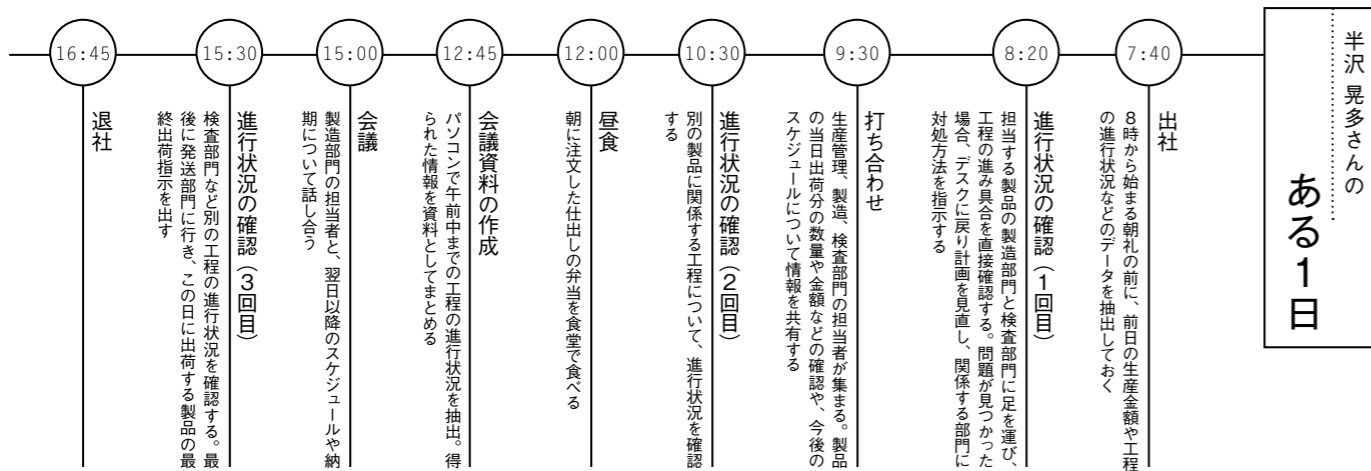 半沢 晃多さんの
ある1日
7:40
出社
8時から始まる朝礼の前に、前日の生産金額や工程
の進行状況などのデータを抽出しておく
8:20
進行状況の確認（1回目）
担当する製品の製造部門と検査部門に足を運び、
工程の進み具合を直接確認する。問題が見つかった
場合、デスクに戻り計画を見直し、関係する部門に
対処方法を指示する
9:30
打ち合わせ
生産管理、製造、検査部門の担当者が集まる。製品
の当日出荷分の数量や金額などの確認や、今後の
スケジュールについて情報を共有する
10:30
進行状況の確認（2回目）
別の製品に関係する工程について、進行状況を確認
する
12:00
昼食
朝に注文した仕出しの弁当を食堂で食べる
12:45
会議資料の作成
パソコンで午前中までの工程の進行状況を抽出。得
られた情報を資料としてまとめる
15:00
会議
製造部門の担当者と、翌日以降のスケジュールや納
期について話し合う
15:30
進行状況の確認（3回目）
検査部門など別の工程の進行状況を確認する。最
後に発送部門に行き、この日に出荷する製品の最
終出荷指示を出す
16:45
退社